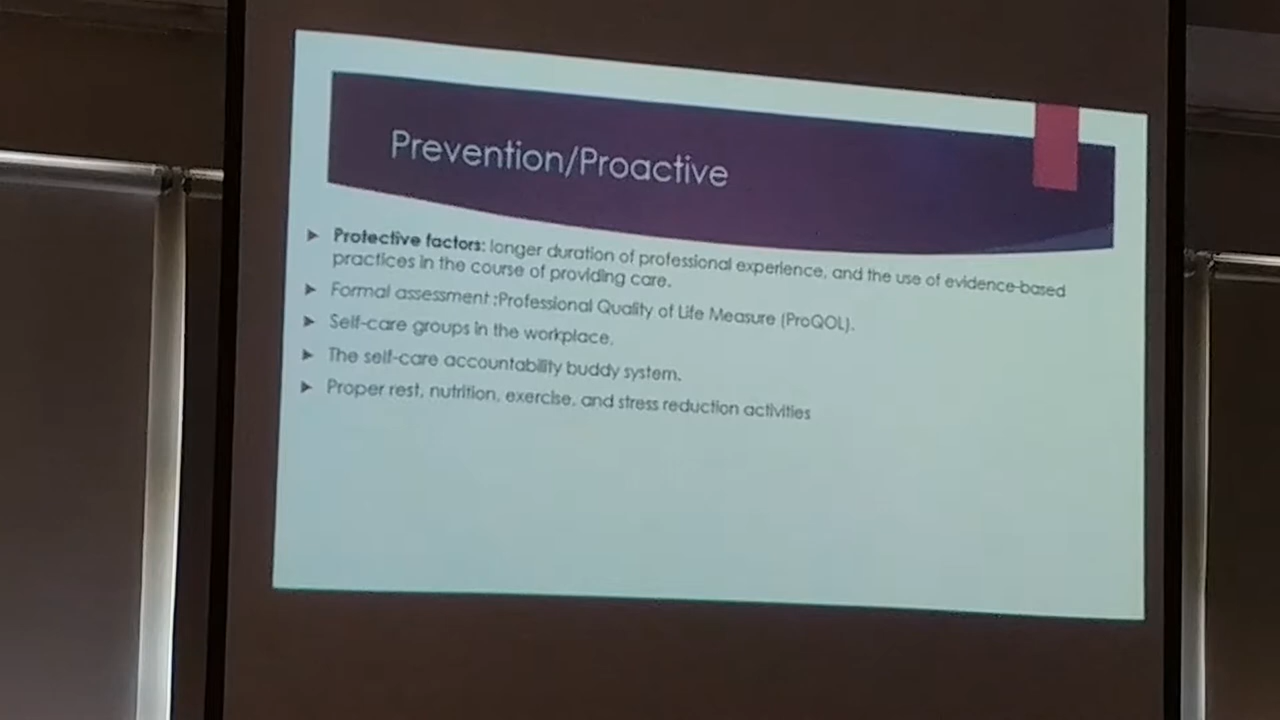 Prevention/Proactive
Protective factors: longer duration of professional experience, and the use of evidence-based
practices in the course of providing care.
Formal assessment :Professional Quality of Life Measure (ProQOL).
Self-care groups in the workplace.
The self-care accountability buddy system.
Proper rest, nutrition, exercise, and stress reduction activities